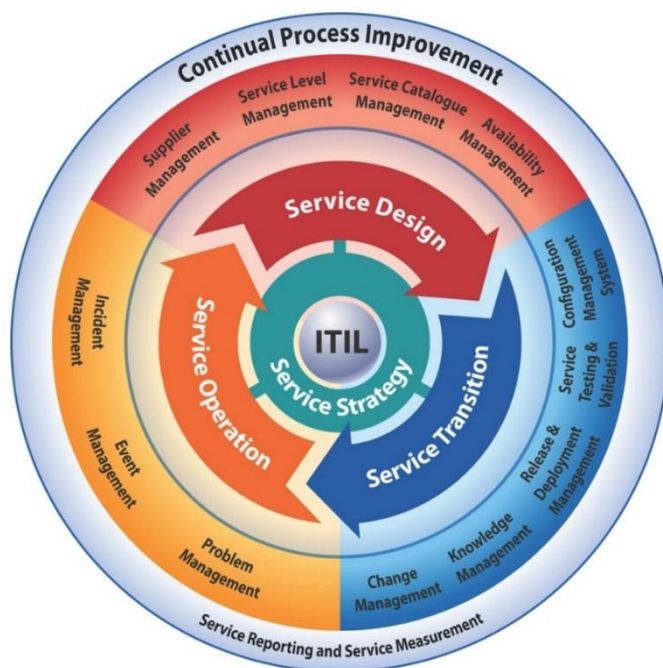 Continual Process Improvement
Supplier
Management
Service Level
Management
Service Catalogue
Management
Availability
Management
Configuration
Management
System
Service
Testing &
Validation
Release &
Deployment
Management
Knowledge
Management
Change
Management
Problem
Management
Event
Management
Incident
Management
Service Design
Service Transition
Service Operation
Service Strategy
ITIL
Service Reporting and Service Measurement